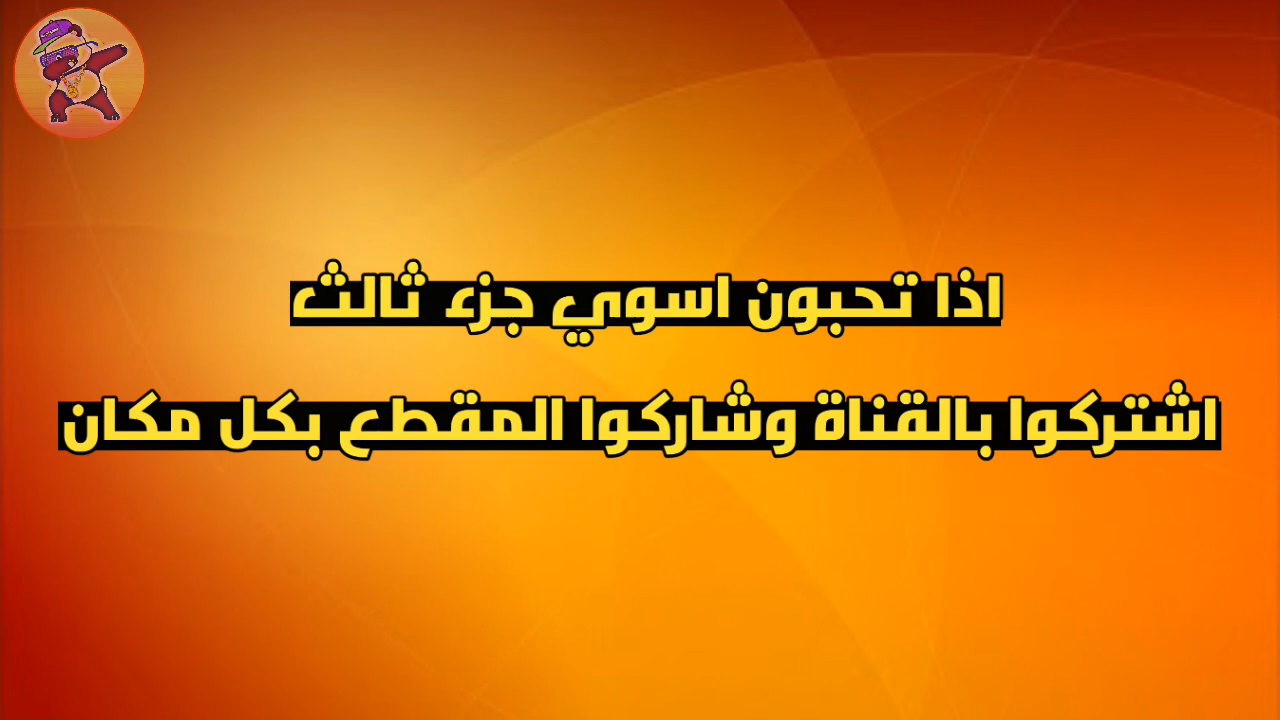 اذا تحبون اسوي جزء ثالث
اشتركوا بالقناة وشاركوا المقطع بكل مكان